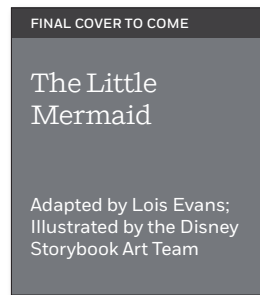 FINAL COVER TO COME
The Little
Mermaid
Adapted by Lois Evans;
Illustrated by the Disney
Storybook Art Team